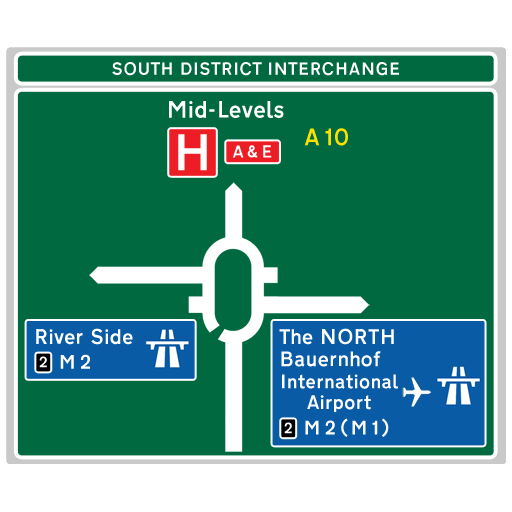 SOUTH DISTRICT INTERCHANGE
Mid-Levels
H A & E A 10
River Side
2 M 2
The NORTH
Bauernhof
International
Airport
2 M 2 (M 1)